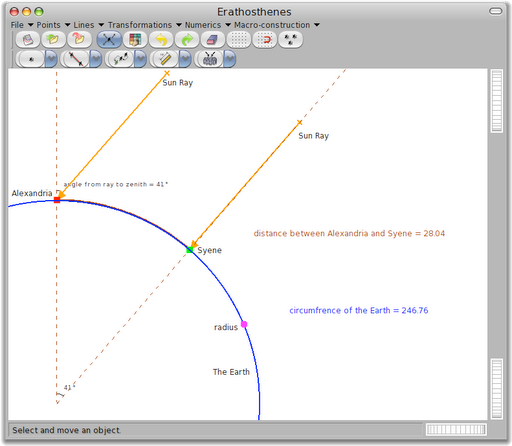 Erathosthenes
File Points Lines Transformations Numerics Macro-construction
Sun Ray
Sun Ray
angle from ray to zenith = 41°
Alexandria
distance between Alexandria and Syene = 28.04
Syene
circumfrence of the Earth = 246.76
radius
The Earth
41°
Select and move an object.